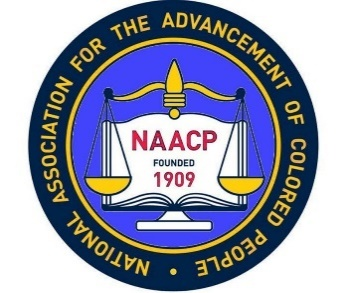 NATIONAL ASSOCIATION FOR THE ADVANCEMENT OF COLORED PEOPLE •
NAACP
FOUNDED
1909